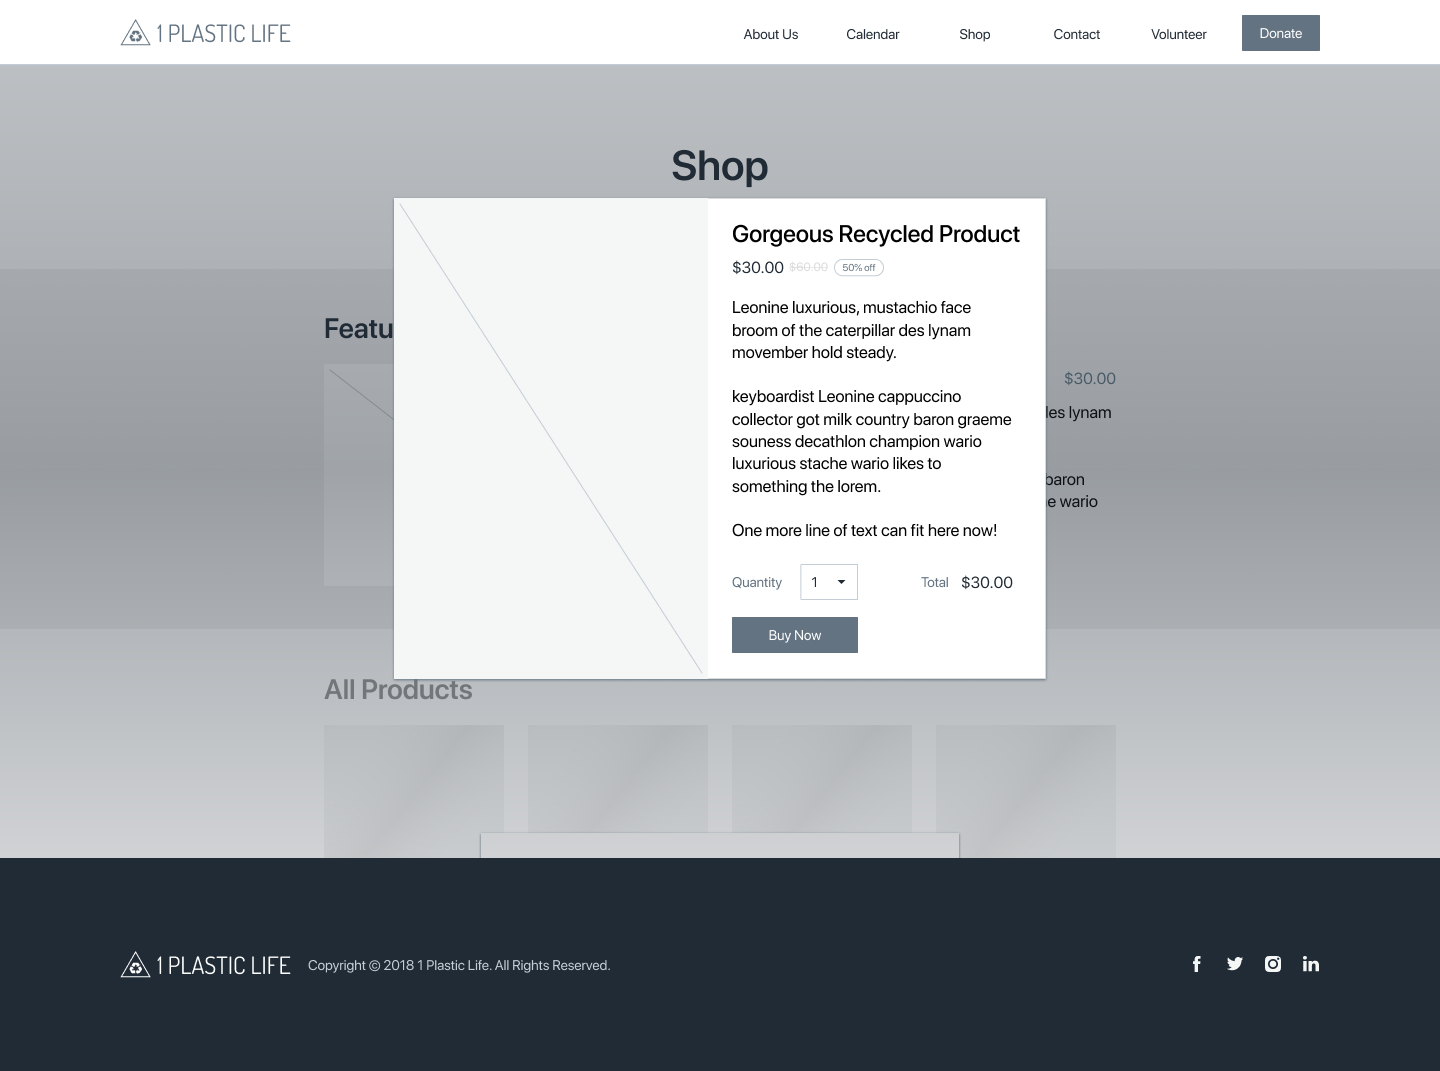 1 PLASTIC LIFE
About Us
Calendar
Shop
Contact
Volunteer
Donate
Shop
Gorgeous Recycled Product
$30.00 $60.00 50% off
Leonine luxurious, mustachio face
broom of the caterpillar des lynam
movember hold steady.
keyboardist Leonine cappuccino
collector got milk country baron graeme
souness decathlon champion wario
luxurious stache wario likes to
something the lorem.
One more line of text can fit here now!
Quantity 1 Total $30.00
Buy Now
Featu
$30.00
les lynam
baron
e wario
All Products
1 PLASTIC LIFE
Copyright © 2018 1 Plastic Life. All Rights Reserved.